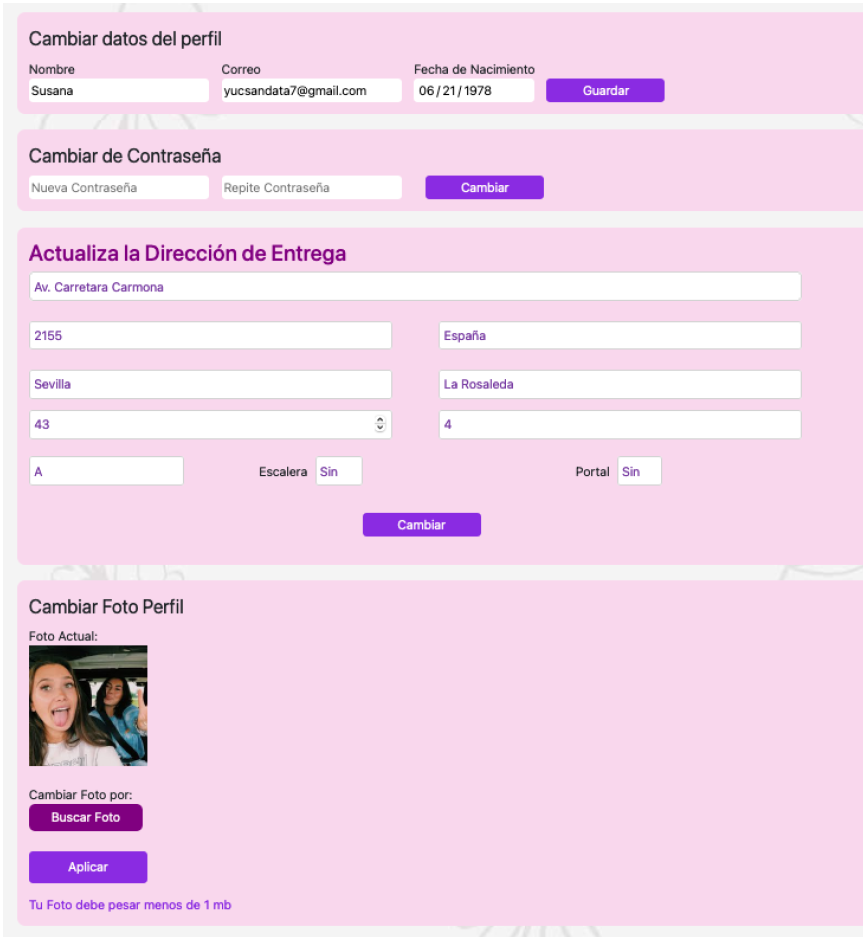 Cambiar datos del perfil
Nombre Correo Fecha de Nacimiento
Susana yucsandata7@gmail.com 06/21/1978 Guardar
Cambiar de Contraseña
Nueva Contraseña Repite Contraseña Cambiar
Actualiza la Dirección de Entrega
Av. Carretara Carmona
2155 España
Sevilla La Rosaleda
43 4
A Escalera Sin Portal Sin
Cambiar
Cambiar Foto Perfil
Foto Actual:
Cambiar Foto por:
Buscar Foto
Aplicar
Tu Foto debe pesar menos de 1 mb